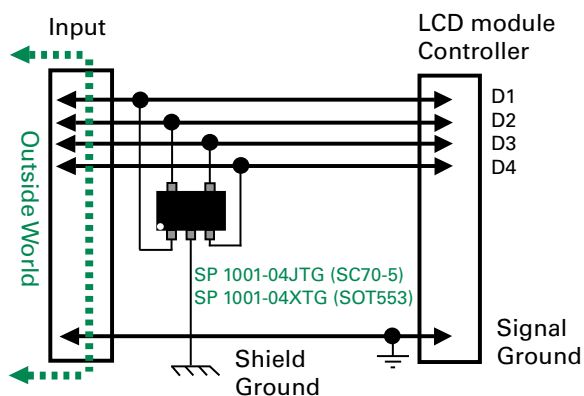 Input
LCD module
Controller
D1
D2
D3
D4
Outside World
SP 1001-04JTG (SC70-5)
SP 1001-04XTG (SOT553)
Shield
Ground
Signal
Ground